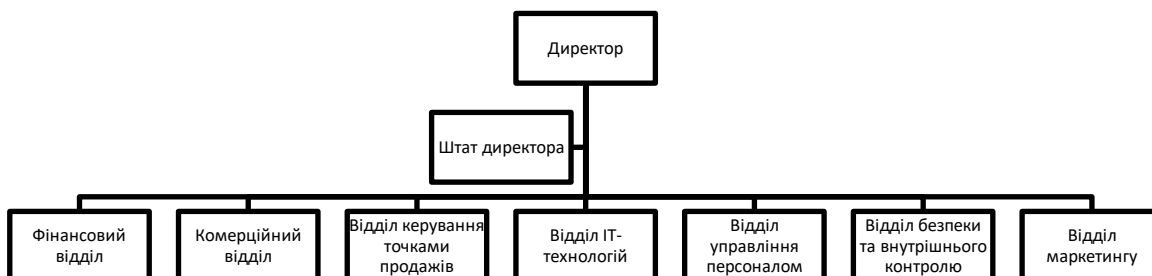 Директор
Штат директора
Фінансовий
відділ
Комерційний
відділ
Відділ керування
точками
продажів
Відділ ІТ-
технологій
Відділ
управління
персоналом
Відділ безпеки
та внутрішнього
контролю
Відділ
маркетингу